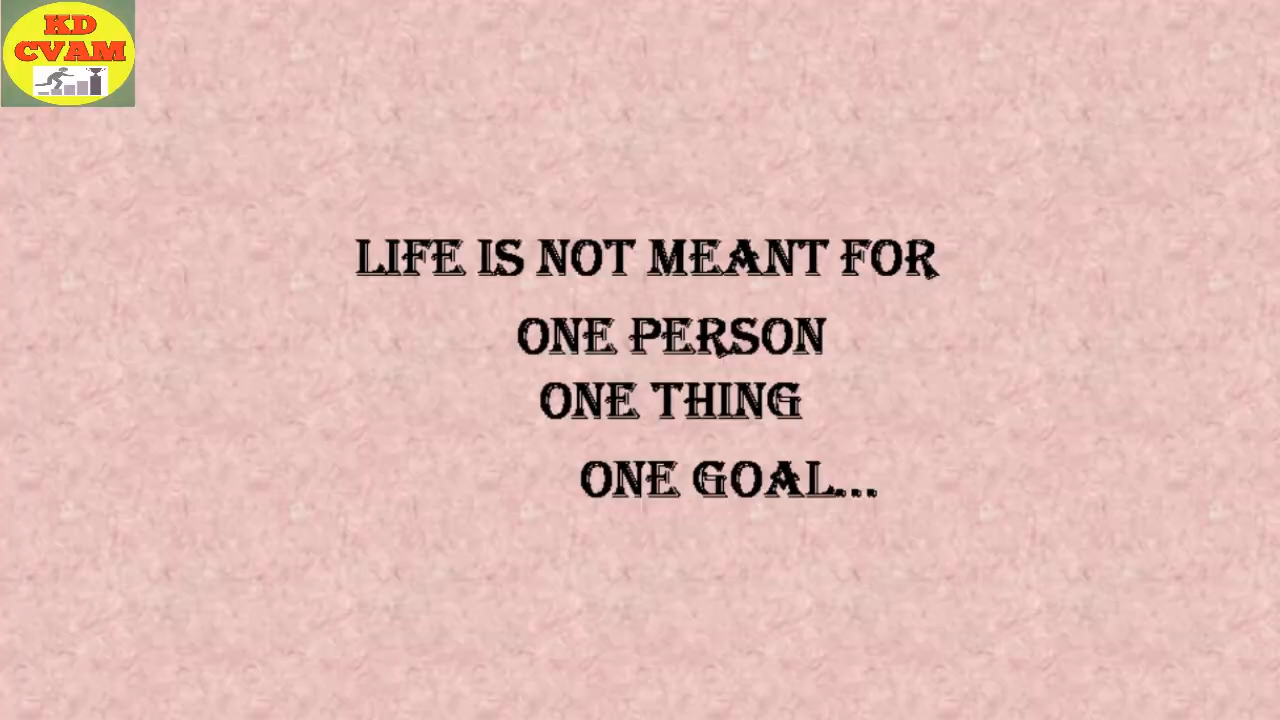 KD
CVAM
LIFE IS NOT MEANT FOR
ONE PERSON
ONE THING
ONE GOAL...